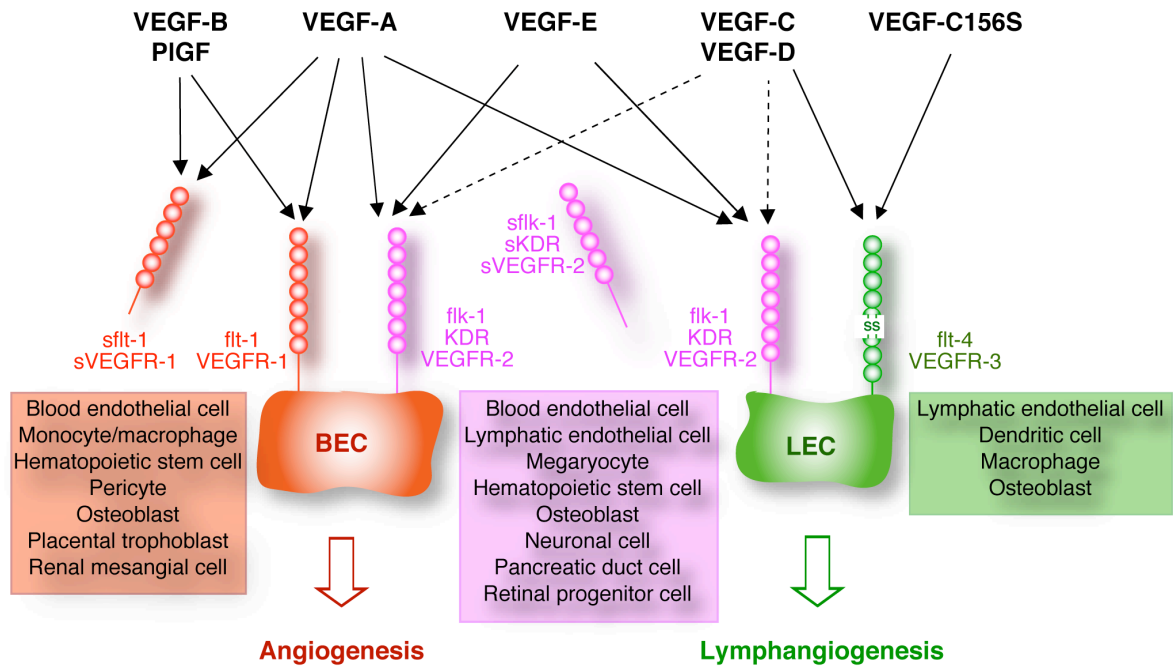 VEGF-B
PlGF
VEGF-A
VEGF-E
VEGF-C
VEGF-D
VEGF-C156S
sflt-1
sVEGFR-1
flt-1
VEGFR-1
flk-1
KDR
VEGFR-2
sflk-1
sKDR
sVEGFR-2
flk-1
KDR
VEGFR-2
SS
flt-4
VEGFR-3
Blood endothelial cell
Monocyte/macrophage
Hematopoietic stem cell
Pericyte
Osteoblast
Placental trophoblast
Renal mesangial cell
BEC
Blood endothelial cell
Lymphatic endothelial cell
Megaryocyte
Hematopoietic stem cell
Osteoblast
Neuronal cell
Pancreatic duct cell
Retinal progenitor cell
LEC
Lymphatic endothelial cell
Dendritic cell
Macrophage
Osteoblast
Angiogenesis
Lymphangiogenesis